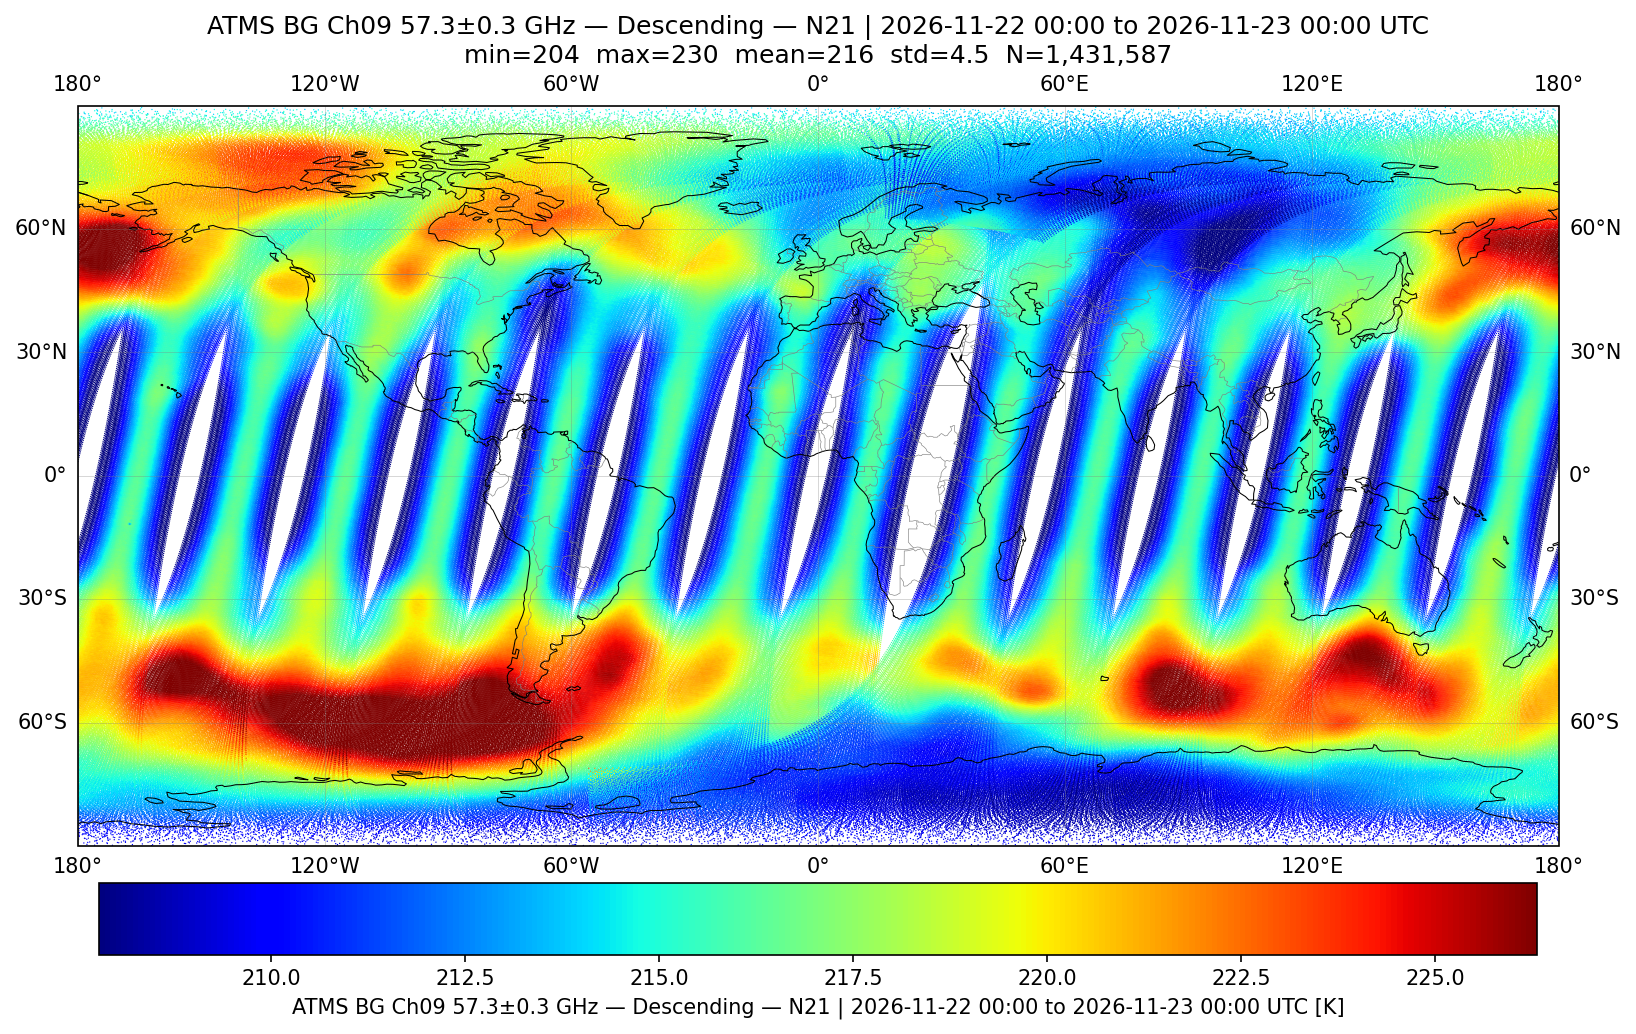 ATMS BG Ch09 57.3±0.3 GHz — Descending — N21 | 2026-11-22 00:00 to 2026-11-23 00:00 UTC
min=204 max=230 mean=216 std=4.5 N=1,431,587
180° 120°W 60°W 0° 60°E 120°E 180°
60°N 60°N
30°N 30°N
0° 0°
30°S 30°S
60°S 60°S
180° 120°W 60°W 0° 60°E 120°E 180°
210.0 212.5 215.0 217.5 220.0 222.5 225.0
ATMS BG Ch09 57.3±0.3 GHz — Descending — N21 | 2026-11-22 00:00 to 2026-11-23 00:00 UTC [K]